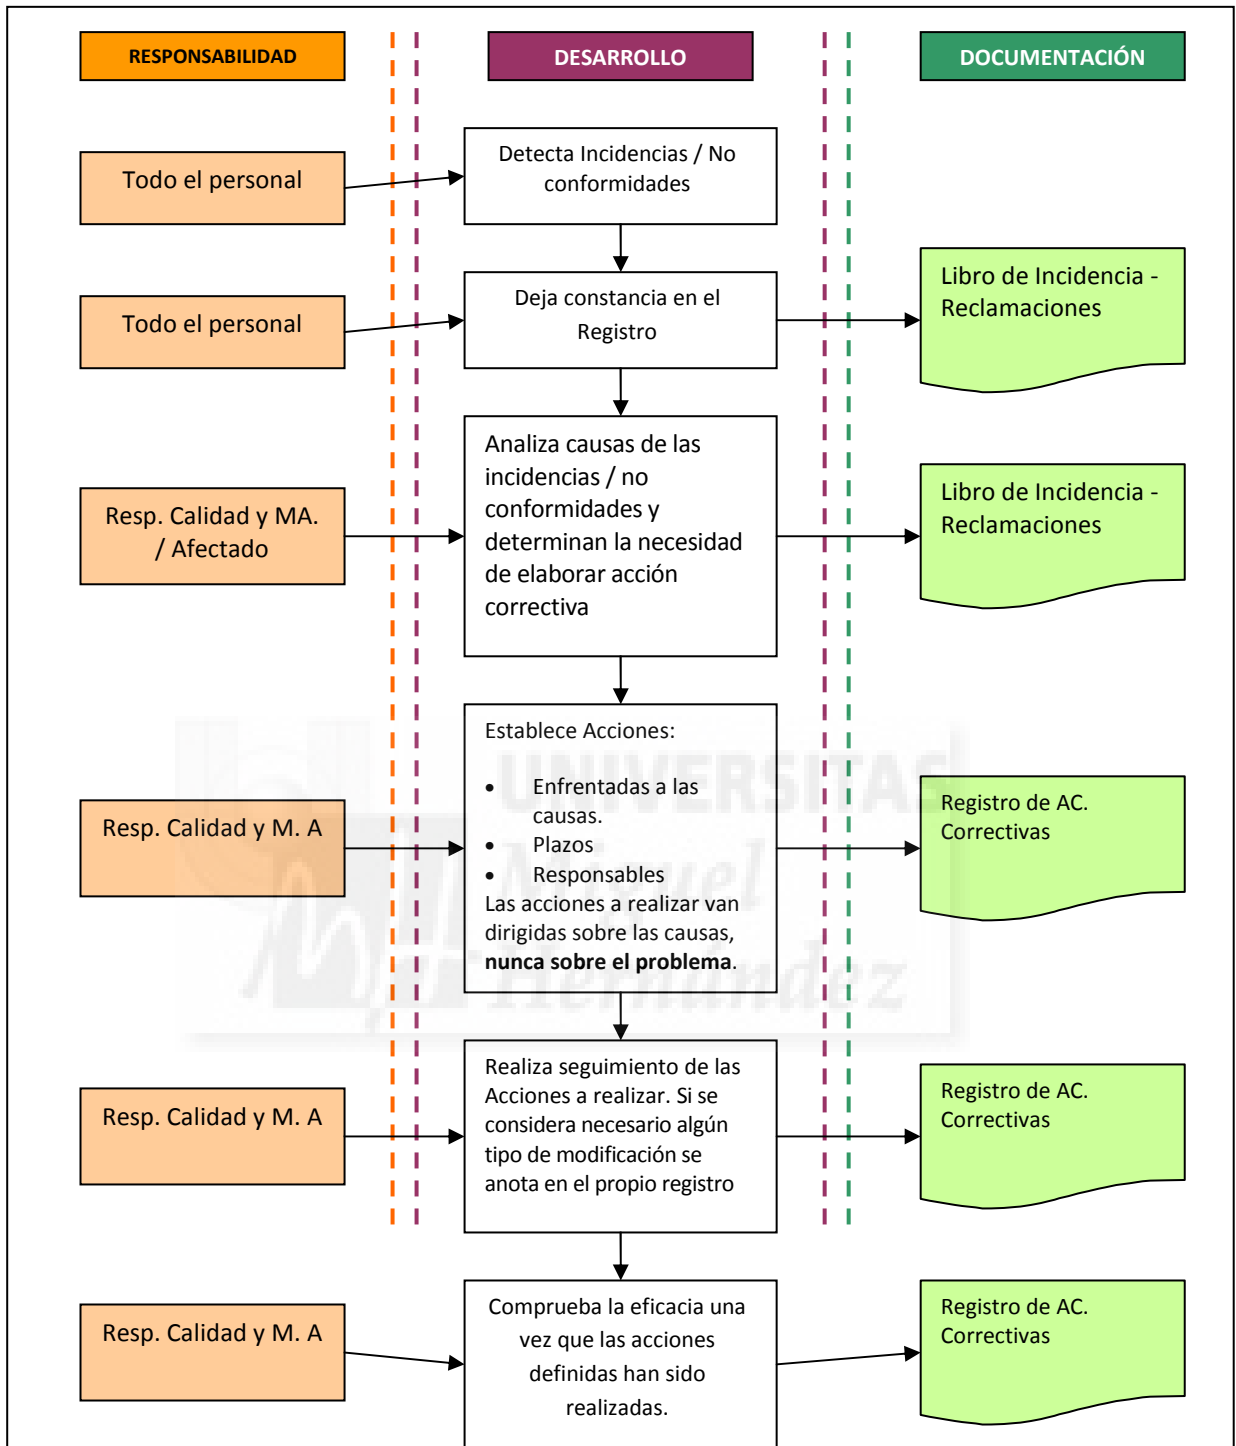 RESPONSABILIDAD
DESARROLLO
DOCUMENTACIÓN
Todo el personal
Detecta Incidencias / No
conformidades
Todo el personal
Deja constancia en el
Registro
Libro de Incidencia -
Reclamaciones
Resp. Calidad y MA.
/ Afectado
Analiza causas de las
incidencias / no
conformidades y
determinan la necesidad
de elaborar acción
correctiva
Libro de Incidencia -
Reclamaciones
Resp. Calidad y M. A
Establece Acciones:
• Enfrentadas a las
causas.
• Plazos
• Responsables
Las acciones a realizar van
dirigidas sobre las causas,
nunca sobre el problema.
Registro de AC.
Correctivas
UNIVERSITAS
Miguel
Hernández
Resp. Calidad y M. A
Realiza seguimiento de las
Acciones a realizar. Si se
considera necesario algún
tipo de modificación se
anota en el propio registro
Registro de AC.
Correctivas
Resp. Calidad y M. A
Comprueba la eficacia una
vez que las acciones
definidas han sido
realizadas.
Registro de AC.
Correctivas